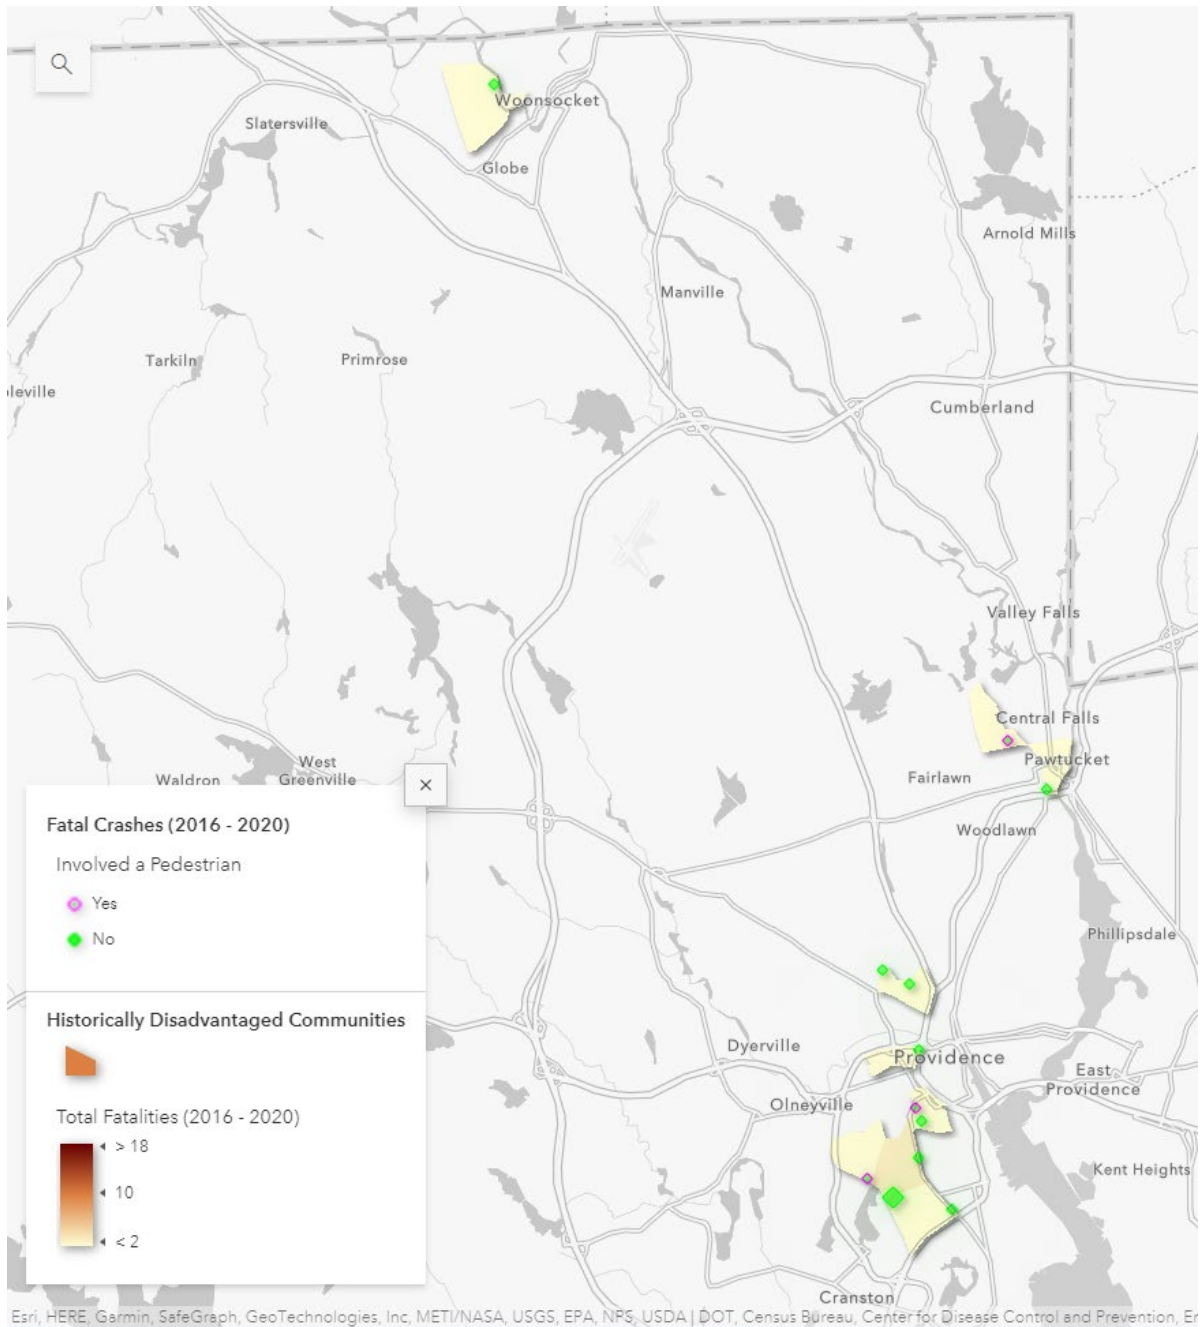 Woonsocket
Slatersville
Globe
Arnold Mills
Manville
Tarkiln
Primrose
leville
Cumberland
Valley Falls
Central Falls
Pawtucket
West
Greenville
Waldron
Fairlawn
Woodlawn
Fatal Crashes (2016 - 2020)
Involved a Pedestrian
Yes
No
Phillipsdale
Historically Disadvantaged Communities
Dyerville
Providence
East
Providence
Olneyville
Total Fatalities (2016 - 2020)
> 18
10
< 2
Kent Heights
Cranston
Esri, HERE, Garmin, SafeGraph, GeoTechnologies, Inc, METI/NASA, USGS, EPA, NPS, USDA | DOT, Census Bureau, Center for Disease Control and Prevention, E